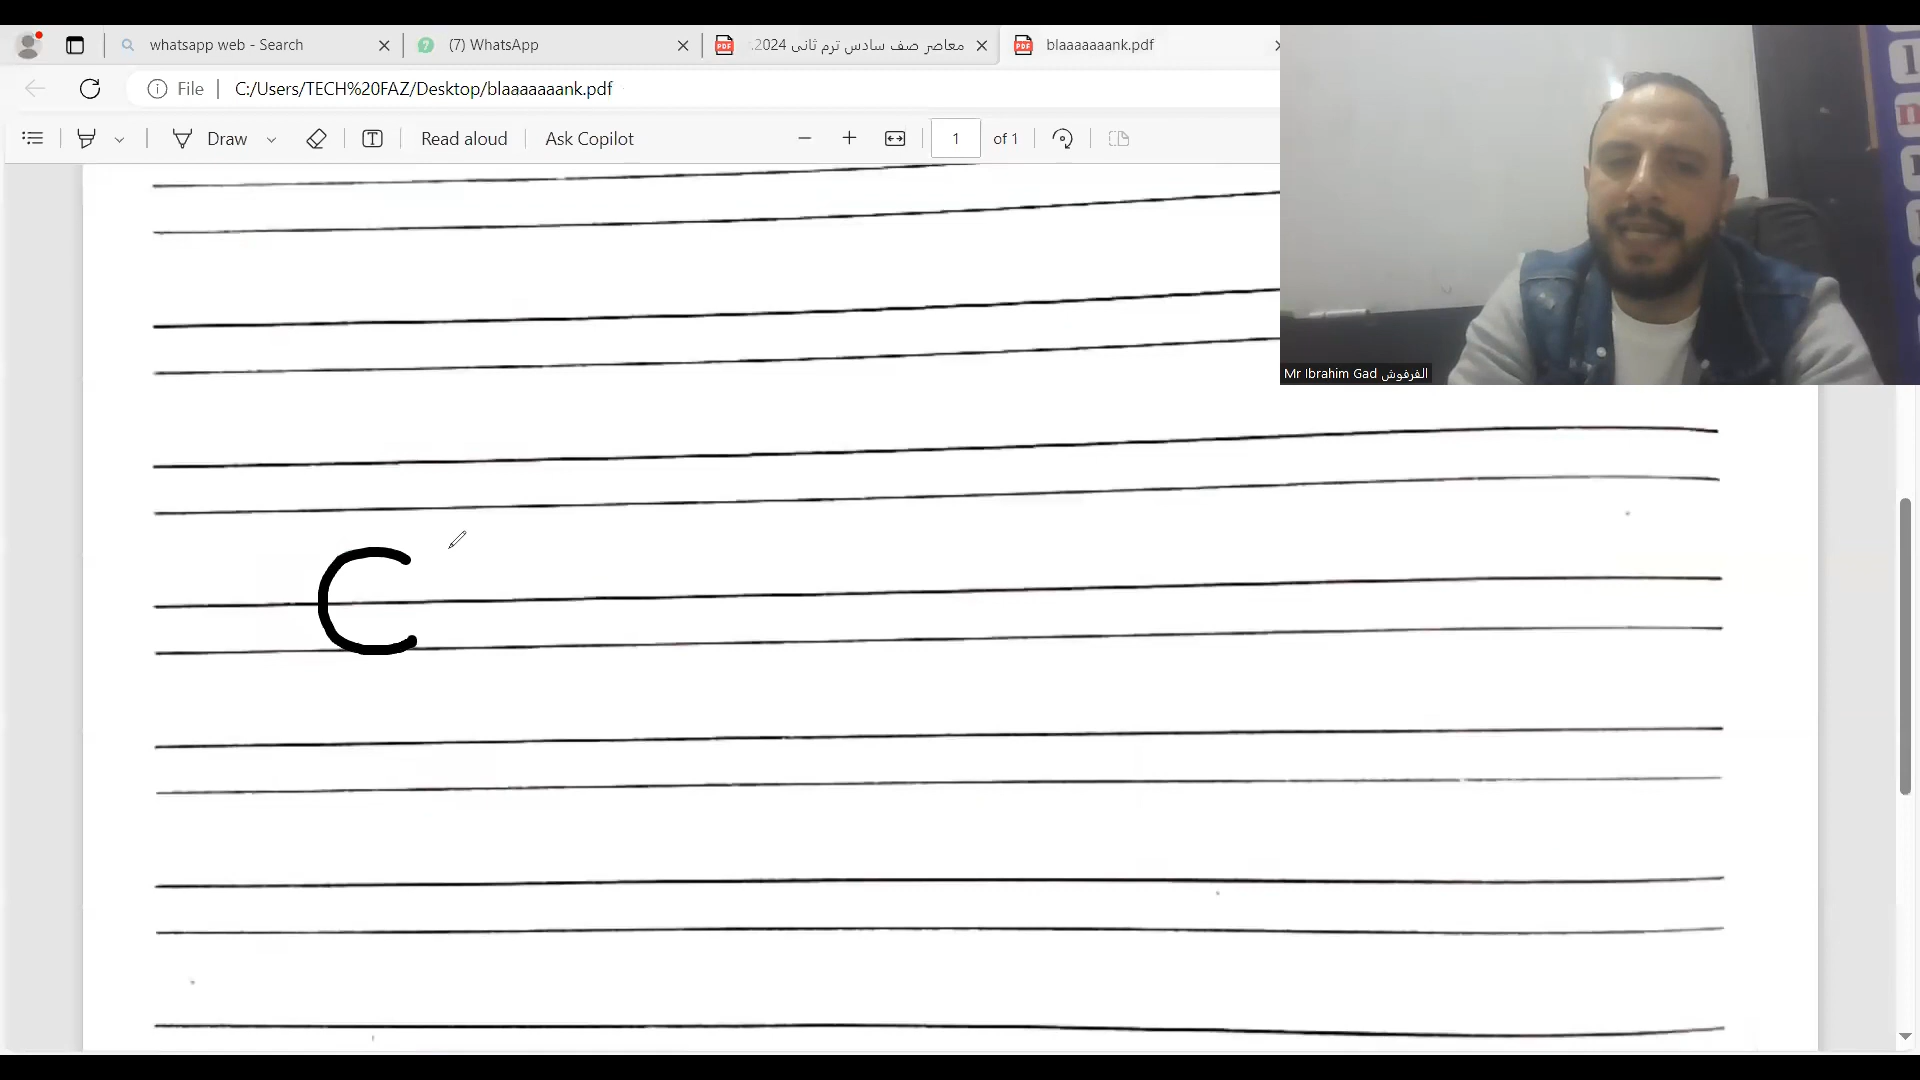 whatsapp web - Search
(7) WhatsApp
معاصر صف سادس ترم ثانى 2024.
blaaaaaaank.pdf
File
C:/Users/TECH%20FAZ/Desktop/blaaaaaaank.pdf
Draw
Read aloud
Ask Copilot
1
of 1
Mr Ibrahim Gad الفرفوش
C